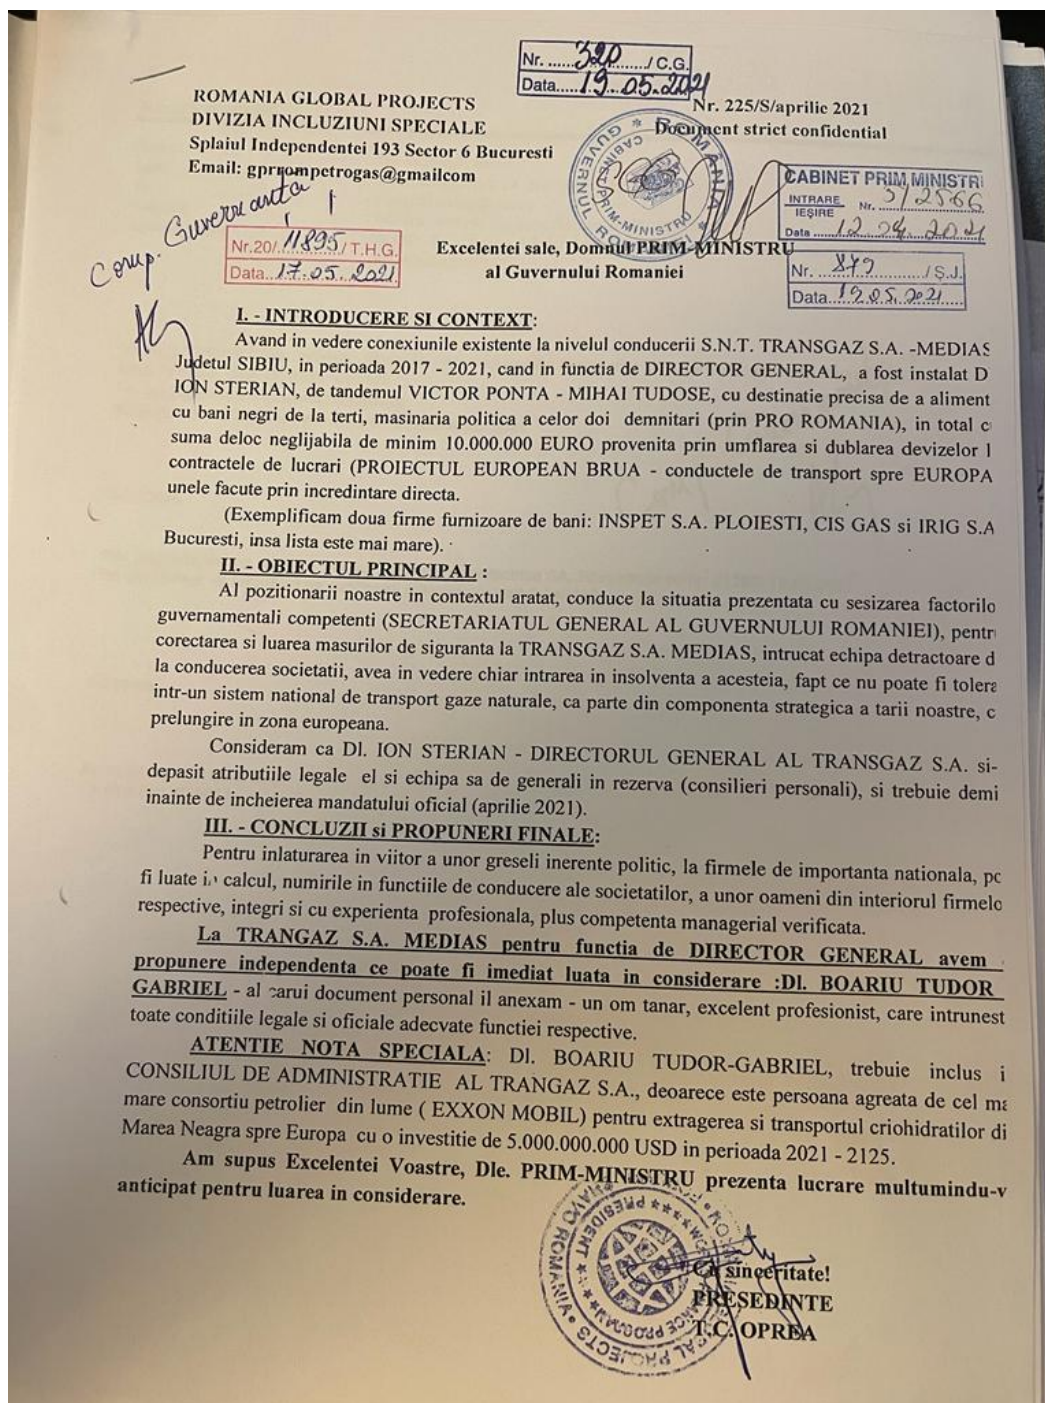 Nr. 320 / C.G.
Data 19.05.2021
ROMANIA GLOBAL PROJECTS
DIVIZIA INCLUZIUNI SPECIALE
Splaiul Independentei 193 Sector 6 Bucuresti
Email: gprrompetrogas@gmailcom
Nr. 225/S/aprilie 2021
Document strict confidential
GUVERNUL ROMÂNIEI
CABINET PRIM-MINISTRU
CABINET PRIM MINISTR
INTRARE
IEȘIRE
Nr. 5/2566
Data 12.04.2021
Comp. Guvernanta
Nr.20/ 11895 / T.H.G.
Data 17.05.2021
Excelentei sale, Domnul PRIM-MINISTRU
al Guvernului Romaniei
Nr. 879 / S.J.
Data 19.05.2021
I. - INTRODUCERE SI CONTEXT:
Avand in vedere conexiunile existente la nivelul conducerii S.N.T. TRANSGAZ S.A. -MEDIAS
Judetul SIBIU, in perioada 2017 - 2021, cand in functia de DIRECTOR GENERAL, a fost instalat D
ION STERIAN, de tandemul VICTOR PONTA - MIHAI TUDOSE, cu destinatie precisa de a aliment
cu bani negri de la terti, masinaria politica a celor doi demnitari (prin PRO ROMANIA), in total c
suma deloc neglijabila de minim 10.000.000 EURO provenita prin umflarea si dublarea devizelor l
contractele de lucrari (PROIECTUL EUROPEAN BRUA - conductele de transport spre EUROPA
unele facute prin incredintare directa.
(Exemplificam doua firme furnizoare de bani: INSPET S.A. PLOIESTI, CIS GAS si IRIG S.A
Bucuresti, insa lista este mai mare).
II. - OBIECTUL PRINCIPAL :
Al pozitionarii noastre in contextul aratat, conduce la situatia prezentata cu sesizarea factorilo
guvernamentali competenti (SECRETARIATUL GENERAL AL GUVERNULUI ROMANIEI), pentr
corectarea si luarea masurilor de siguranta la TRANSGAZ S.A. MEDIAS, intrucat echipa detractoare d
la conducerea societatii, avea in vedere chiar intrarea in insolventa a acesteia, fapt ce nu poate fi tolera
intr-un sistem national de transport gaze naturale, ca parte din componenta strategica a tarii noastre, c
prelungire in zona europeana.
Consideram ca Dl. ION STERIAN - DIRECTORUL GENERAL AL TRANSGAZ S.A. si-
depasit atributiile legale el si echipa sa de generali in rezerva (consilieri personali), si trebuie demi
inainte de incheierea mandatului oficial (aprilie 2021).
III. - CONCLUZII si PROPUNERI FINALE:
Pentru inlaturarea in viitor a unor greseli inerente politic, la firmele de importanta nationala, pc
fi luate in calcul, numirile in functiile de conducere ale societatilor, a unor oameni din interiorul firmelo
respective, integri si cu experienta profesionala, plus competenta managerial verificata.
La TRANGAZ S.A. MEDIAS pentru functia de DIRECTOR GENERAL avem
propunere independenta ce poate fi imediat luata in considerare :Dl. BOARIU TUDOR
GABRIEL - al carui document personal il anexam - un om tanar, excelent profesionist, care intrunest
toate conditiile legale si oficiale adecvate functiei respective.
ATENTIE NOTA SPECIALA: Dl. BOARIU TUDOR-GABRIEL, trebuie inclus i
CONSILIUL DE ADMINISTRATIE AL TRANGAZ S.A., deoarece este persoana agreata de cel ma
mare consortiu petrolier din lume ( EXXON MOBIL) pentru extragerea si transportul criohidratilor di
Marea Neagra spre Europa cu o investitie de 5.000.000.000 USD in perioada 2021 - 2125.
Am supus Excelentei Voastre, Dle. PRIM-MINISTRU prezenta lucrare multumindu-v
anticipat pentru luarea in considerare.
Cu sinceritate!
PRESEDINTE
T.C. OPREA